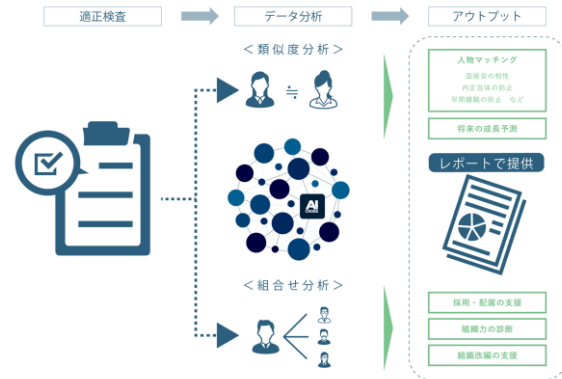 適正検査
データ分析
アウトプット
＜類似度分析＞
≒
人物マッチング
面接官の相性
内定自体の防止
早期離職の防止　など
将来の成長予測
レポートで提供
AI
＜組合せ分析＞
採用・配属の支援
組織力の診断
組織改編の支援